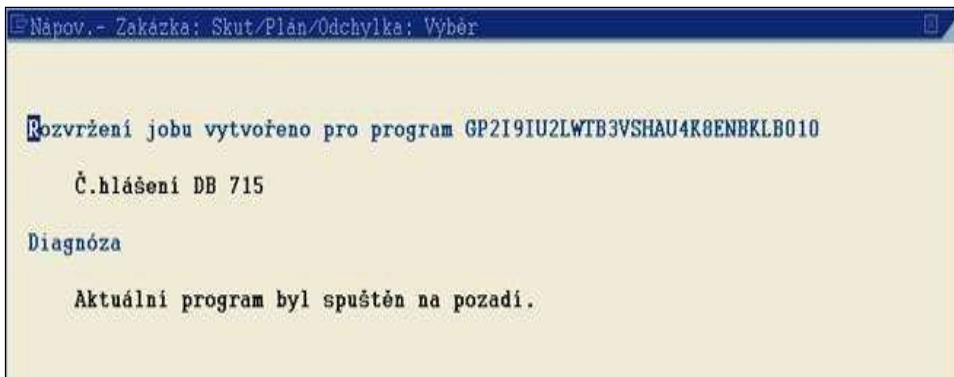 Nápov.- Zakázka: Skut/Plán/Odchylka: Výběr
Rozvržení jobu vytvořeno pro program GP2I9IU2LWTB3VSHAU4K8ENBKLB010
Č.hlášení DB 715
Diagnóza
Aktuální program byl spuštěn na pozadí.